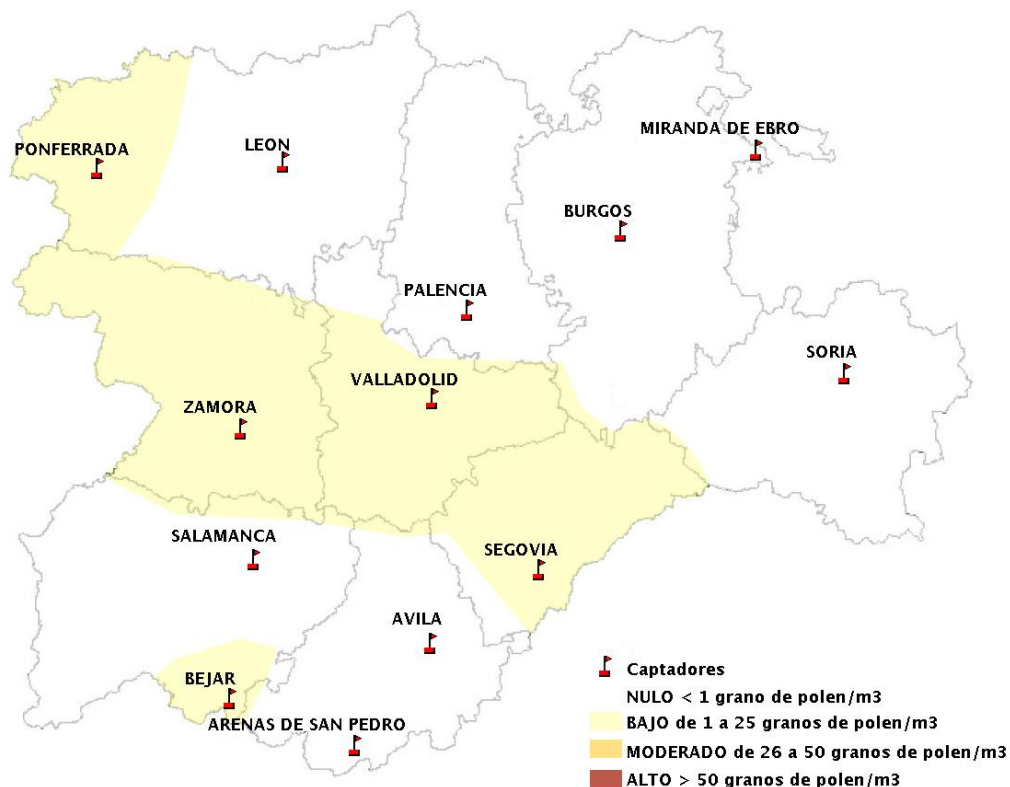 MIRANDA DE EBRO
PONFERRADA
LEON
BURGOS
PALENCIA
SORIA
VALLADOLID
ZAMORA
SALAMANCA
SEGOVIA
AVILA
BEJAR
ARENAS DE SAN PEDRO
Captadores
NULO < 1 grano de polen/m3
BAJO de 1 a 25 granos de polen/m3
MODERADO de 26 a 50 granos de polen/m3
ALTO > 50 granos de polen/m3